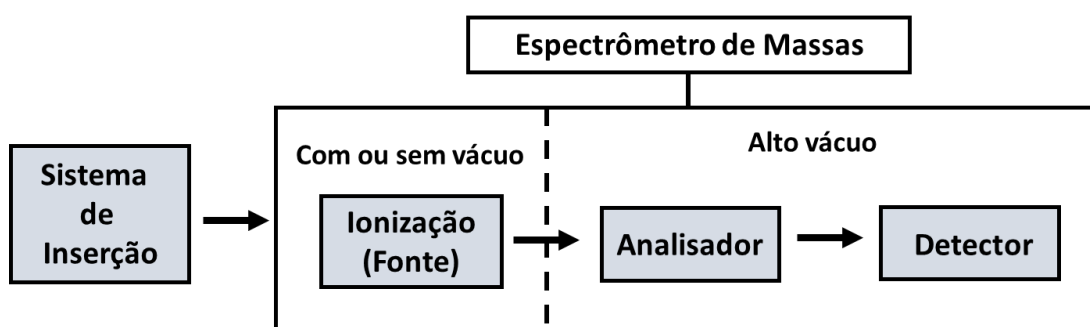 Espectrômetro de Massas
Com ou sem vácuo
Alto vácuo
Sistema
de
Inserção
Ionização
(Fonte)
Analisador
Detector